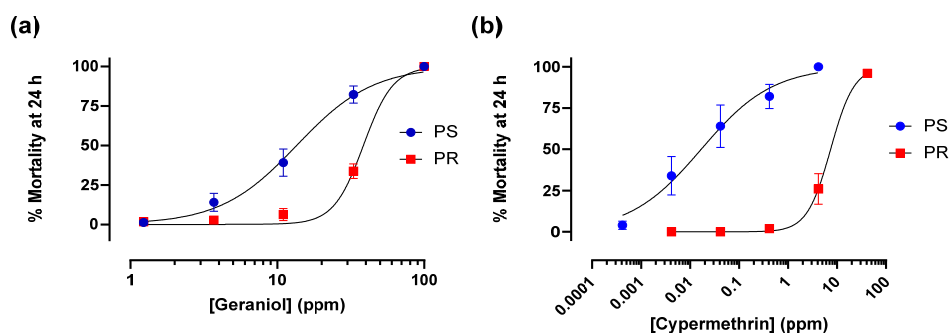 (a)
% Mortality at 24 h
100
75
50
25
0
1
10
100
[Geraniol] (ppm)
PS
PR
(b)
% Mortality at 24 h
100
75
50
25
0
0.0001
0.001
0.01
0.1
1
10
100
[Cypermethrin] (ppm)
PS
PR